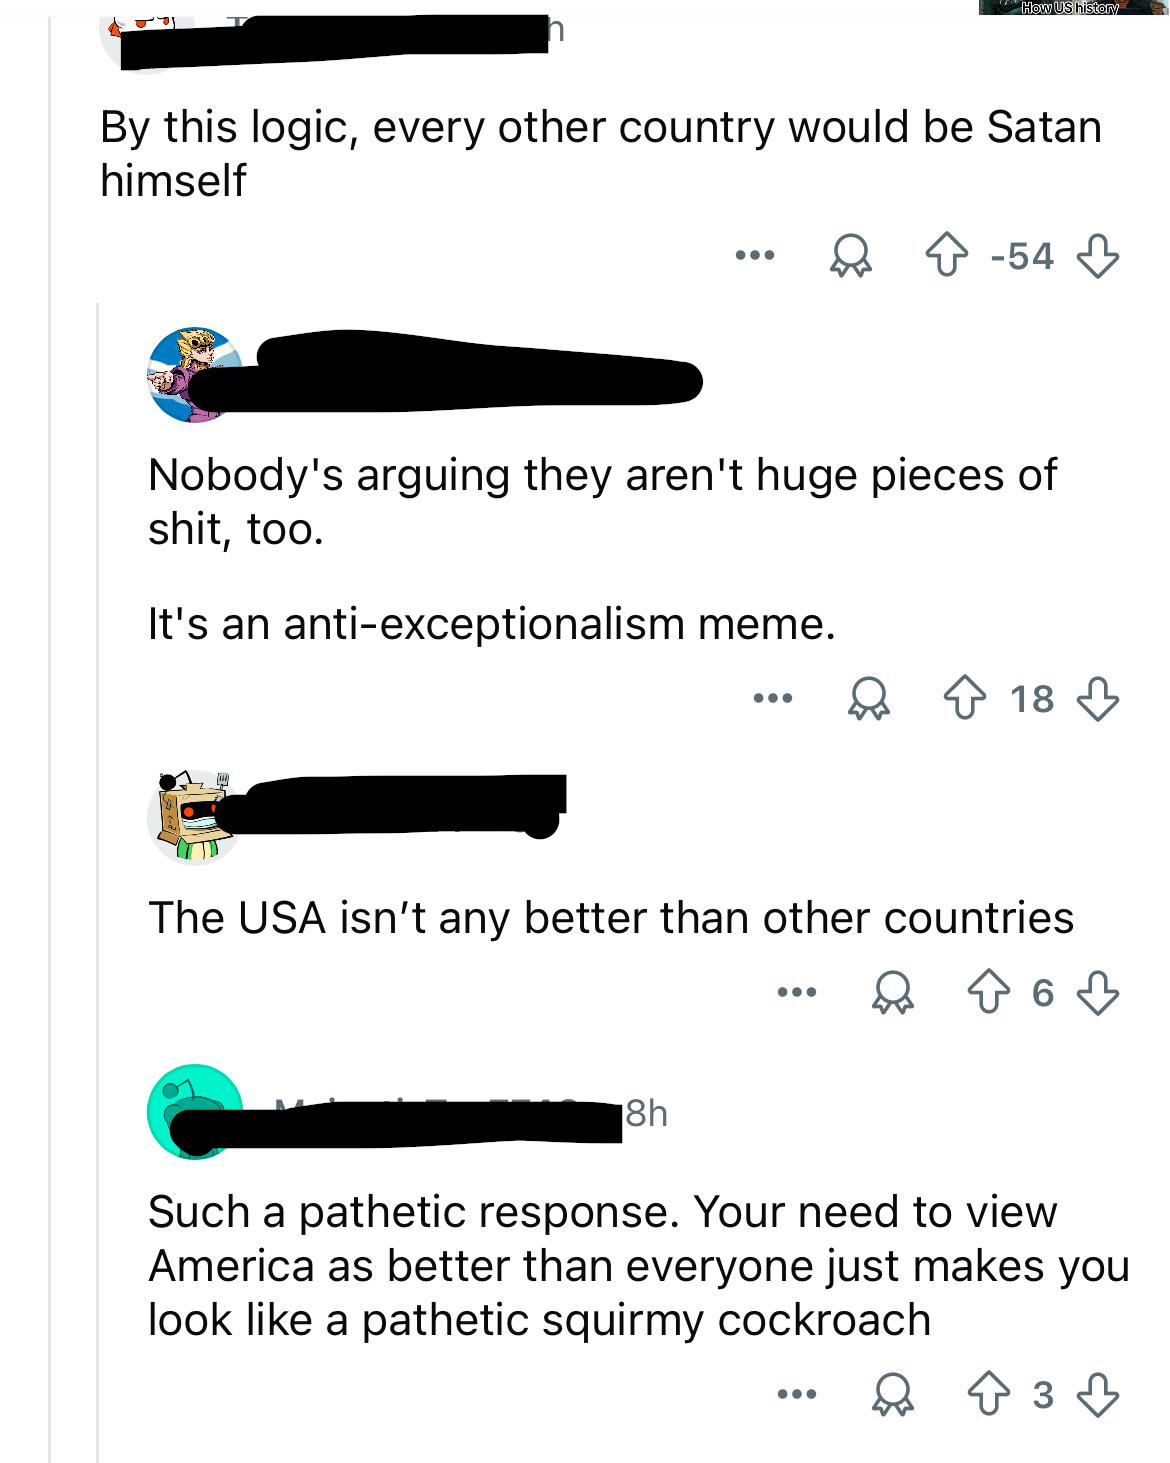 How US history
h
By this logic, every other country would be Satan
himself
-54
Nobody's arguing they aren't huge pieces of
shit, too.
It's an anti-exceptionalism meme.
18
The USA isn’t any better than other countries
6
8h
Such a pathetic response. Your need to view
America as better than everyone just makes you
look like a pathetic squirmy cockroach
3